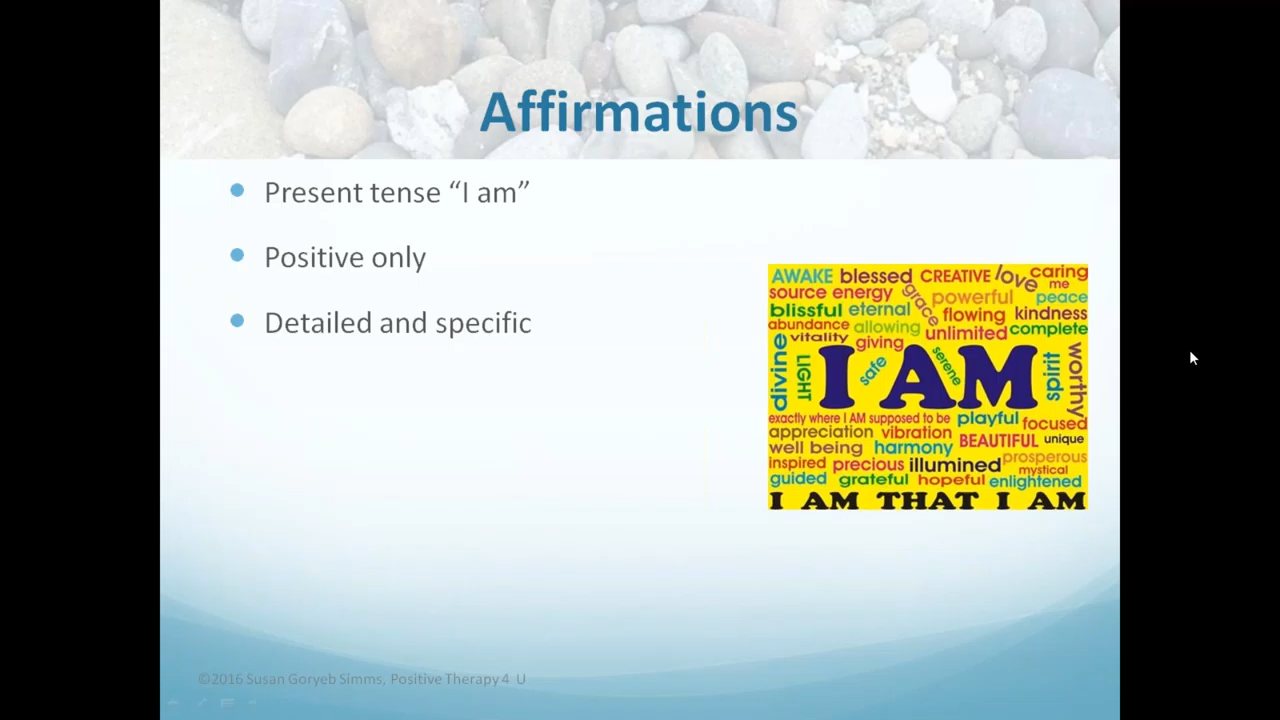 Affirmations
Present tense “I am”
Positive only
Detailed and specific
AWAKE blessed CREATIVE love caring
me
source energy grace powerful peace
blissful eternal flowing kindness
abundance allowing unlimited complete
vitality giving
divine LIGHT safe serene spirit worthy
I AM
exactly where I AM supposed to be playful focused
appreciation vibration BEAUTIFUL unique
well being harmony
inspired precious illumined prosperous
mystical
guided grateful hopeful enlightened
I AM THAT I AM
©2016 Susan Goryeb Simms, Positive Therapy 4 U